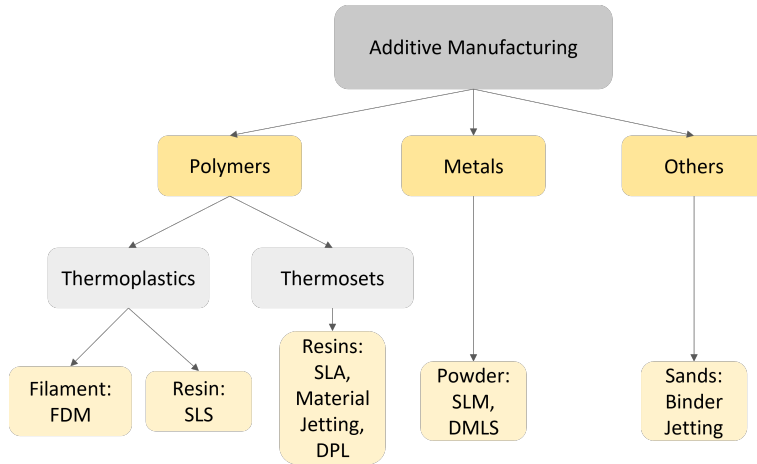 Additive Manufacturing
Polymers
Metals
Others
Thermoplastics
Thermosets
Filament:
FDM
Resin:
SLS
Resins:
SLA,
Material
Jetting,
DPL
Powder:
SLM,
DMLS
Sands:
Binder
Jetting